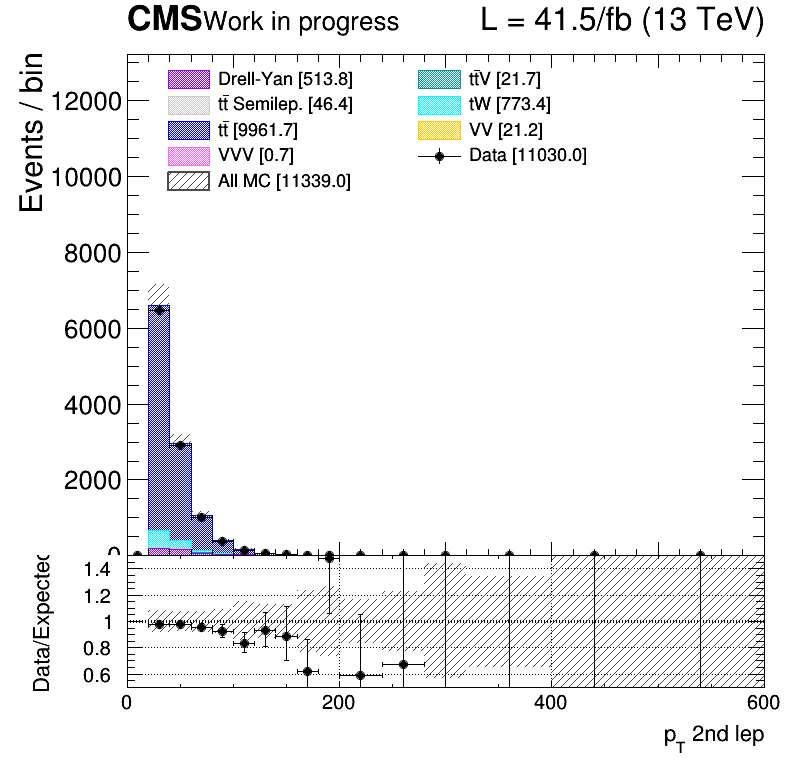 CMS Work in progress L = 41.5/fb (13 TeV)
Events / bin
Drell-Yan [513.8] tt̄V [21.7]
tt̄ Semilep. [46.4] tW [773.4]
tt̄ [9961.7] VV [21.2]
VVV [0.7] Data [11030.0]
All MC [11339.0]
12000
10000
8000
6000
4000
2000
0
Data/Expected
1.4
1.2
1
0.8
0.6
0 200 400 600
pT 2nd lep